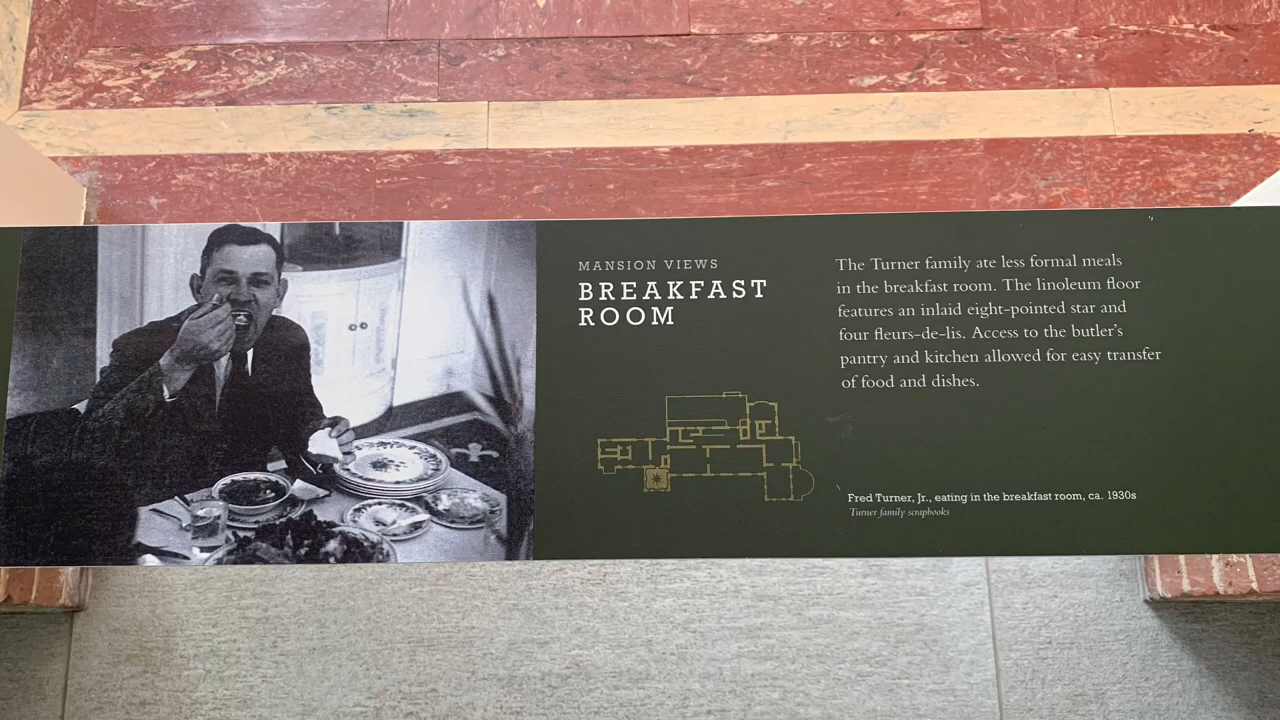 MANSION VIEWS
BREAKFAST
ROOM
The Turner family ate less formal meals
in the breakfast room. The linoleum floor
features an inlaid eight-pointed star and
four fleurs-de-lis. Access to the butler's
pantry and kitchen allowed for easy transfer
of food and dishes.
Fred Turner, Jr., eating in the breakfast room, ca. 1930s
Turner family scrapbooks